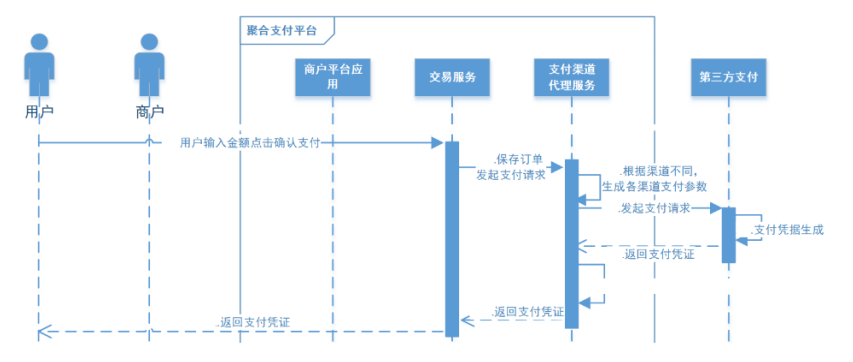 聚合支付平台
用户
商户
商户平台应
用
交易服务
支付渠道
代理服务
第三方支付
用户输入金额点击确认支付
.保存订单
发起支付请求
.根据渠道不同，
生成各渠道支付参数
.发起支付请求
.支付凭据生成
.返回支付凭证
.返回支付凭证
.返回支付凭证